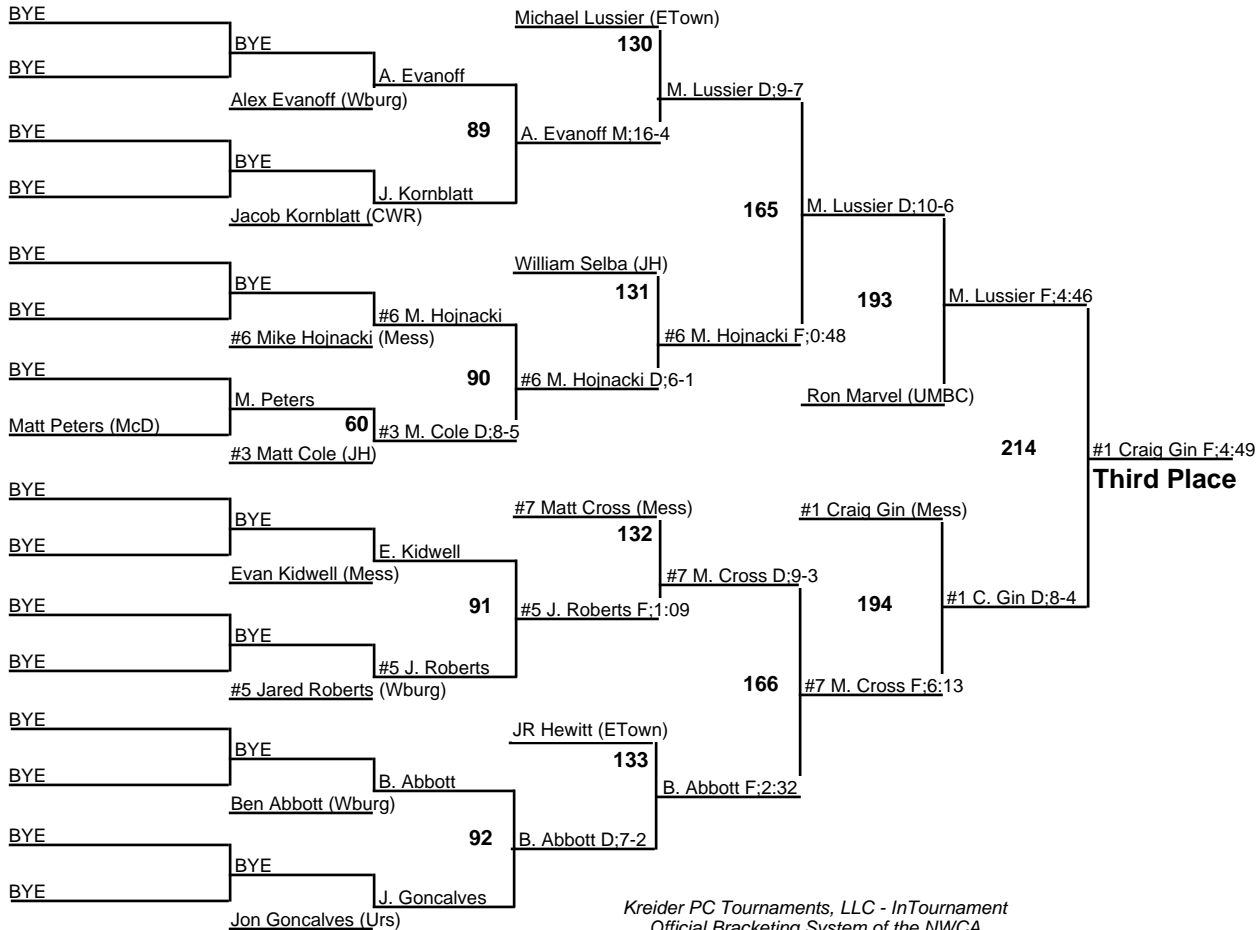 BYE
Michael Lussier (ETown)
BYE
130
BYE
A. Evanoff
M. Lussier D;9-7
Alex Evanoff (Wburg)
89
A. Evanoff M;16-4
BYE
BYE
BYE
J. Kornblatt
Jacob Kornblatt (CWR)
165
M. Lussier D;10-6
BYE
William Selba (JH)
BYE
131
193
M. Lussier F;4:46
BYE
#6 M. Hojnacki
#6 Mike Hojnacki (Mess)
#6 M. Hojnacki F;0:48
BYE
90
#6 M. Hojnacki D;6-1
M. Peters
Ron Marvel (UMBC)
Matt Peters (McD)
60
#3 M. Cole D;8-5
#3 Matt Cole (JH)
214
#1 Craig Gin F;4:49
Third Place
BYE
#7 Matt Cross (Mess)
#1 Craig Gin (Mess)
BYE
132
BYE
E. Kidwell
Evan Kidwell (Mess)
#7 M. Cross D;9-3
91
#5 J. Roberts F;1:09
194
#1 C. Gin D;8-4
BYE
BYE
BYE
#5 J. Roberts
#5 Jared Roberts (Wburg)
166
#7 M. Cross F;6:13
BYE
JR Hewitt (ETown)
BYE
133
BYE
B. Abbott
B. Abbott F;2:32
Ben Abbott (Wburg)
92
B. Abbott D;7-2
BYE
BYE
BYE
J. Goncalves
Jon Goncalves (Urs)
Kreider PC Tournaments, LLC - InTournament
Official Bracketing System of the NWCA